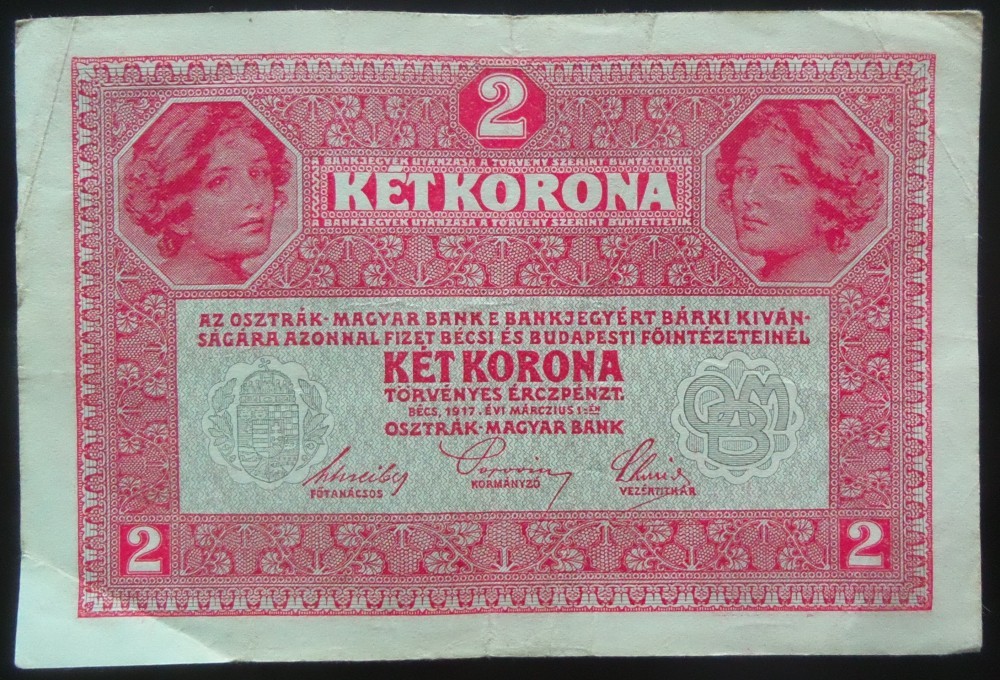 2
A BANKJEGYEK UTÁNZÁSA A TÖRVÉNY SZERINT BÜNTETTETIK
KÉT KORONA
A BANKJEGYEK UTÁNZÁSA A TÖRVÉNY SZERINT BÜNTETTETIK
AZ OSZTRÁK-MAGYAR BANK E BANKJEGYÉRT BÁRKI KIVÁN-
SÁGÁRA AZONNAL FIZET BÉCSI ÉS BUDAPESTI FŐINTÉZETEINÉL
KÉT KORONA
TÖRVÉNYES ÉRCZPÉNZT.
BÉCS, 1917. ÉVI MÁRCZIUS 1-ÉN
OSZTRÁK-MAGYAR BANK
FŐTANÁCSOS
KORMÁNYZÓ
VEZÉRTITKÁR
2
2